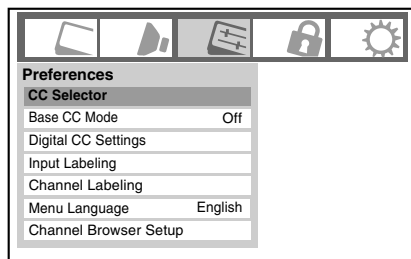 Preferences
CC Selector
Base CC Mode Off
Digital CC Settings
Input Labeling
Channel Labeling
Menu Language English
Channel Browser Setup